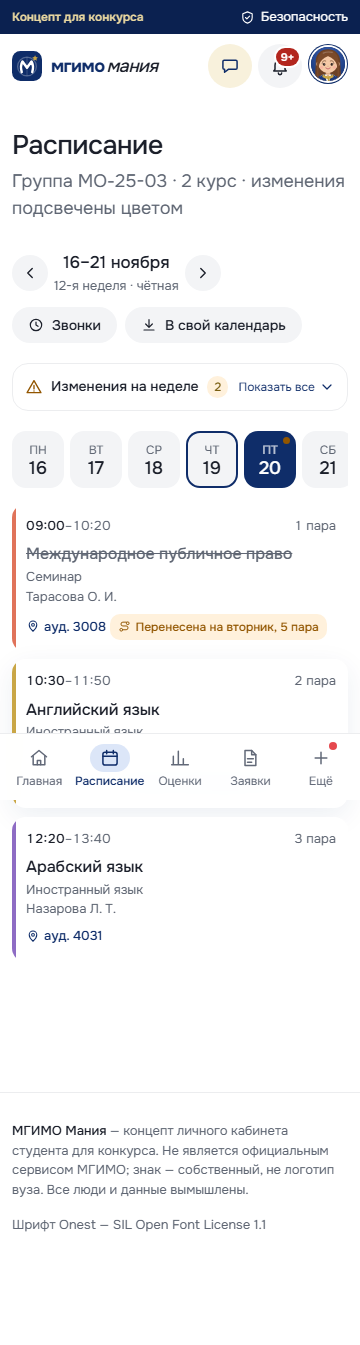 Концепт для конкурса
Безопасность
МГИМО МАНИЯ
9+
Расписание
Группа МО-25-03 · 2 курс · изменения
подсвечены цветом
16–21 ноября
12-я неделя · чётная
Звонки
В свой календарь
Изменения на неделе 2 Показать все
ПН ВТ СР ЧТ ПТ СБ
16 17 18 19 20 21
09:00–10:20 1 пара
Международное публичное право
Семинар
Тарасова О. И.
ауд. 3008 Перенесена на вторник, 5 пара
10:30–11:50 2 пара
Английский язык
Иностранный язык
Главная Расписание Оценки Заявки Ещё
12:20–13:40 3 пара
Арабский язык
Иностранный язык
Назарова Л. Т.
ауд. 4031
МГИМО Мания — концепт личного кабинета
студента для конкурса. Не является официальным
сервисом МГИМО; знак — собственный, не логотип
вуза. Все люди и данные вымышлены.
Шрифт Onest — SIL Open Font License 1.1